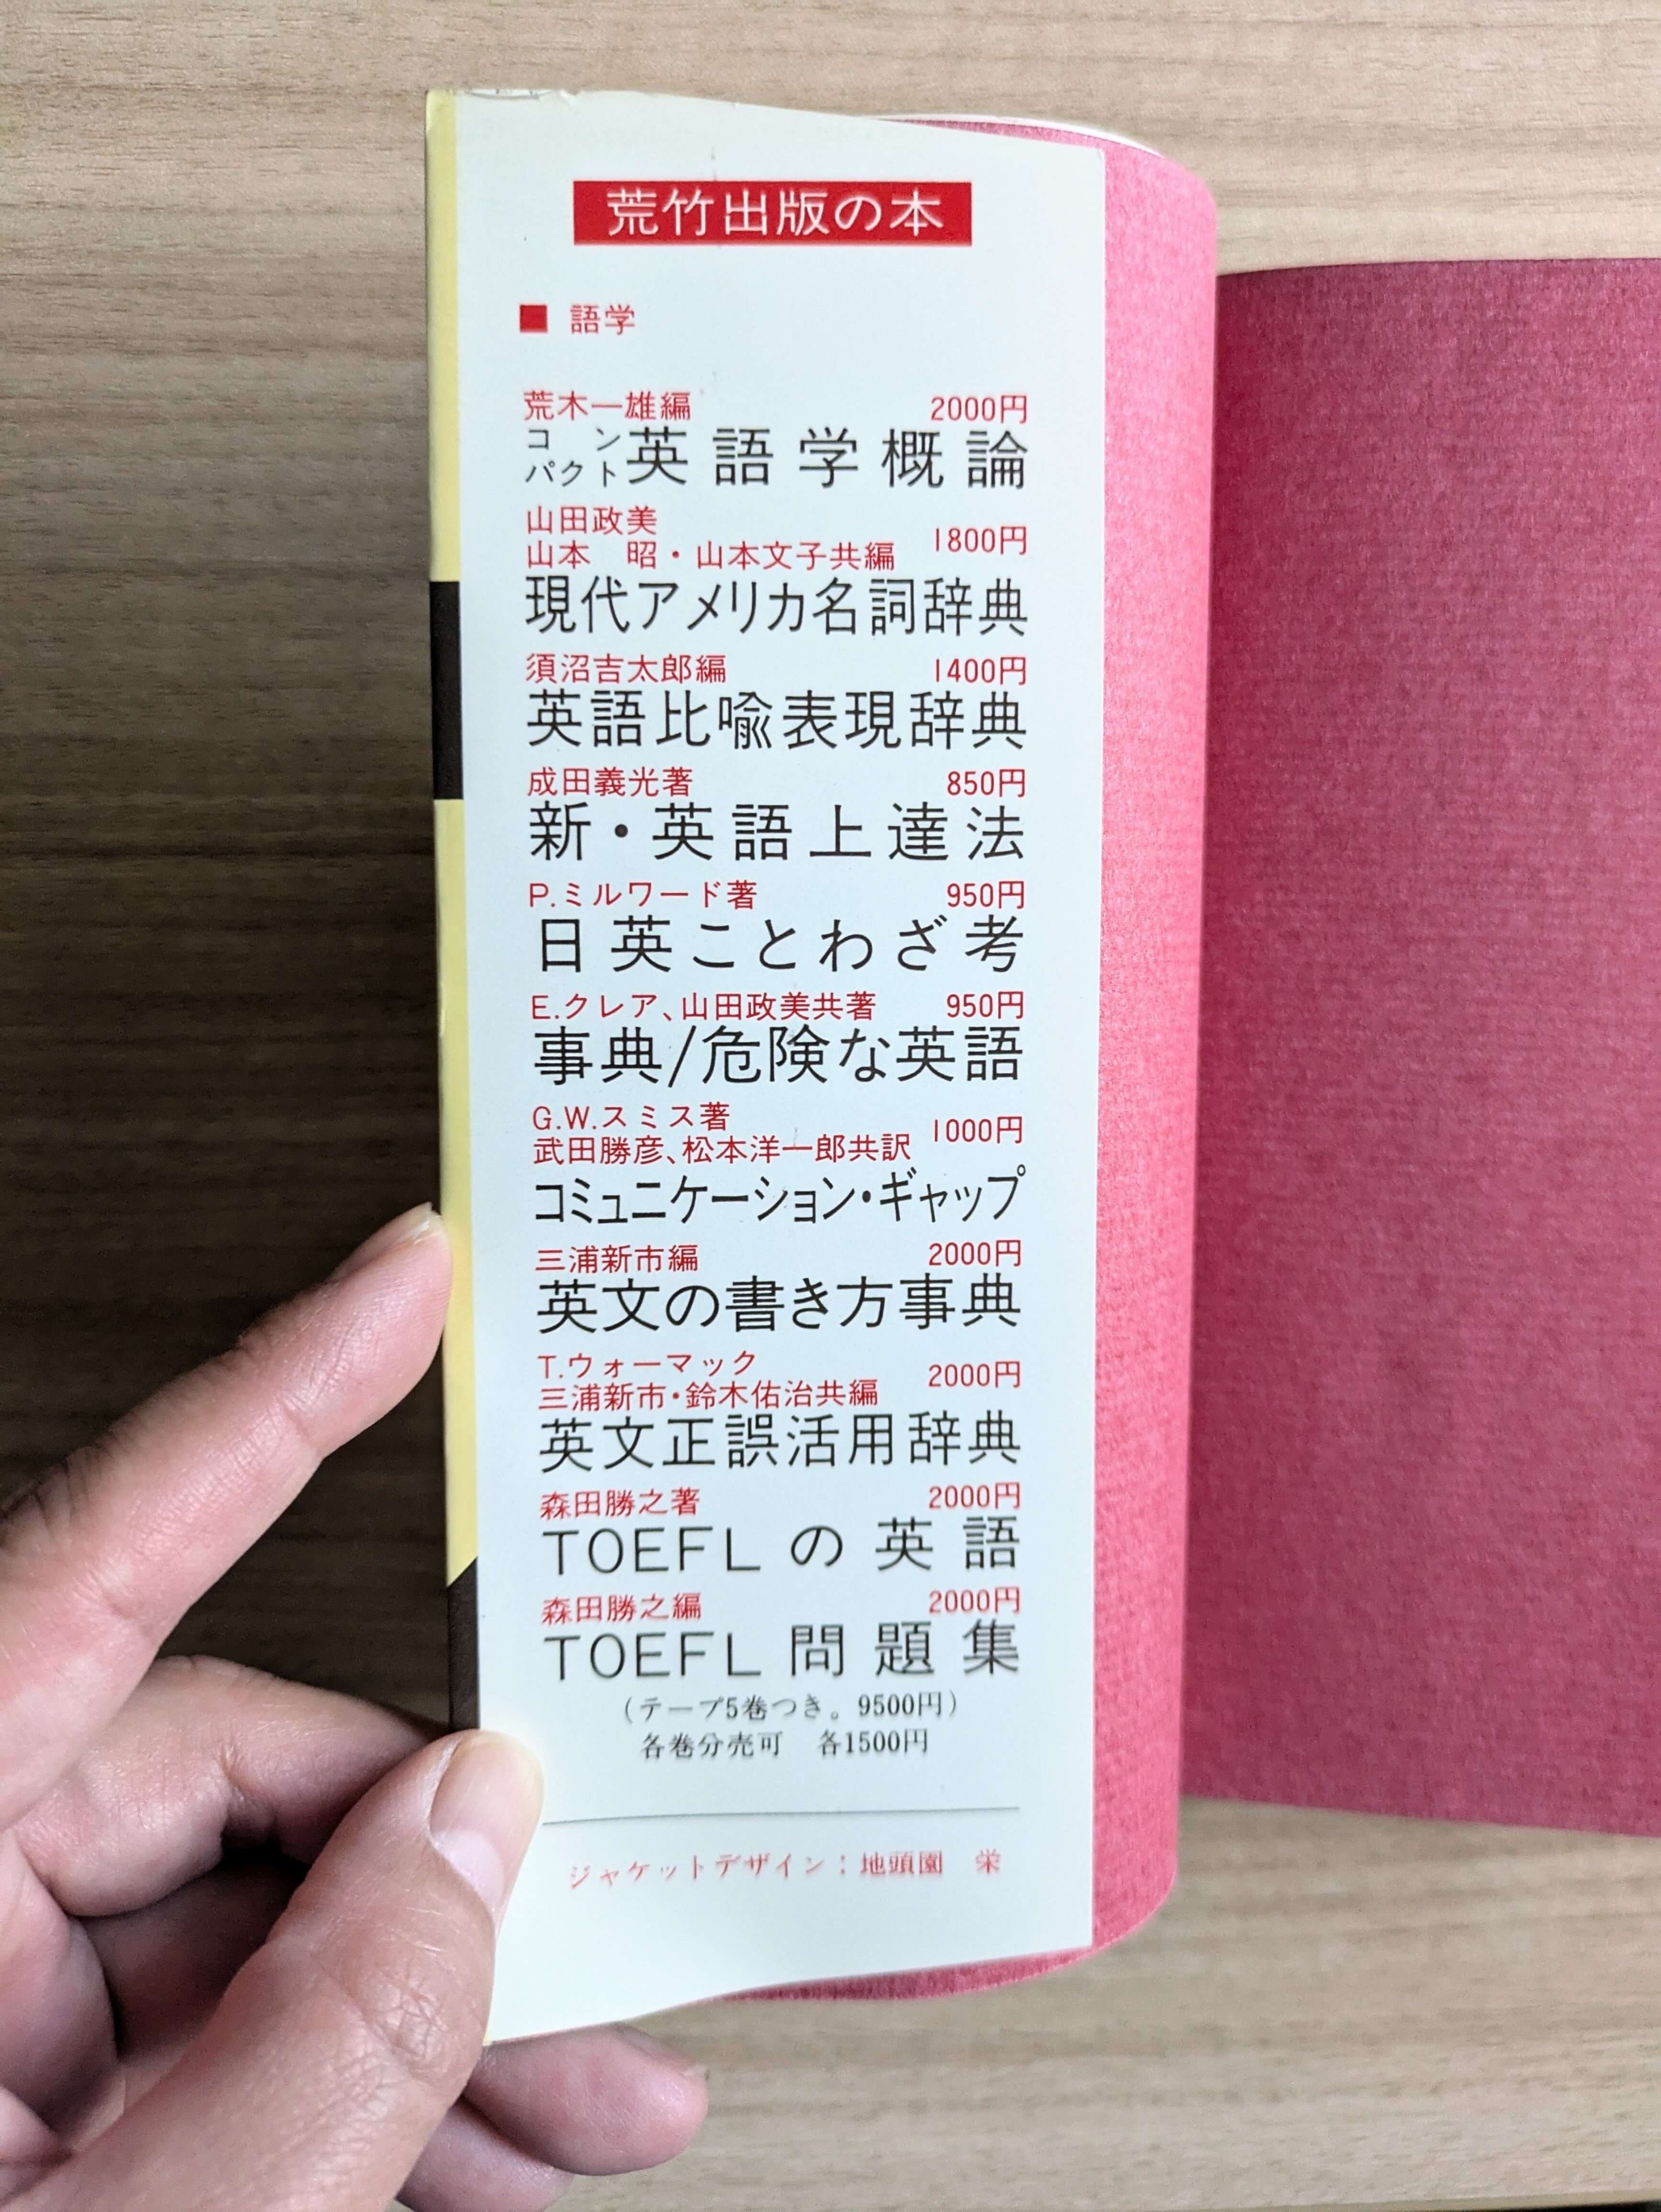 荒竹出版の本
■ 語学
荒木一雄編 2000円
コンパクト英語学概論
山田政美
山本 昭・山本文子共編 1800円
現代アメリカ名詞辞典
須沼吉太郎編 1400円
英語比喩表現辞典
成田義光著 850円
新・英語上達法
P.ミルワード著 950円
日英ことわざ考
E.クレア、山田政美共著 950円
事典/危険な英語
G.W.スミス著
武田勝彦、松本洋一郎共訳 1000円
コミュニケーション・ギャップ
三浦新市編 2000円
英文の書き方事典
T.ウォーマック
三浦新市・鈴木佑治共編 2000円
英文正誤活用辞典
森田勝之著 2000円
TOEFLの英語
森田勝之編 2000円
TOEFL問題集
(テープ5巻つき。9500円)
各巻分売可 各1500円
ジャケットデザイン:地頭園 栄